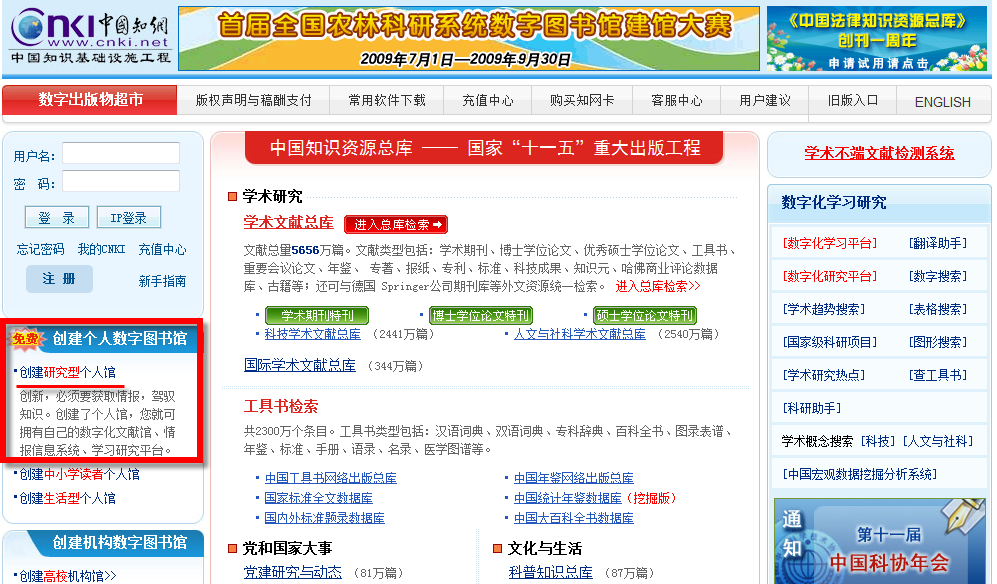 CNKI中国知网
www.cnki.net
中国知识基础设施工程
首届全国农林科研系统数字图书馆建馆大赛
2009年7月1日—2009年9月30日
《中国法律知识资源总库》
创刊一周年
申请试用请点击
数字出版物超市
版权声明与稿酬支付
常用软件下载
充值中心
购买知网卡
客服中心
用户建议
旧版入口
ENGLISH
用户名:
密 码:
登 录
IP登录
忘记密码 我的CNKI 充值中心
注 册
新手指南
免费 创建个人数字图书馆
·创建研究型个人馆
创新，必须要获取情报，驾驭
知识。创建了个人馆，您就可
拥有自己的数字化文献馆、情
报信息系统、学习研究平台。
·创建中小学读者个人馆
·创建生活型个人馆
创建机构数字图书馆
·创建高校机构馆>>
中国知识资源总库 —— 国家“十一五”重大出版工程
学术研究
学术文献总库 进入总库检索
文献总量5656万篇。文献类型包括：学术期刊、博士学位论文、优秀硕士学位论文、工具书、
重要会议论文、年鉴、 专著、报纸、专利、标准、科技成果、知识元、哈佛商业评论数据
库、古籍等；还可与德国 Springer公司期刊库等外文资源统一检索。 进入总库检索>>
·学术期刊特刊 ·博士学位论文特刊 ·硕士学位论文特刊
·科技学术文献总库 （2441万篇） ·人文与社科学术文献总库 （2540万篇）
国际学术文献总库 （344万篇）
工具书检索
共2300万个条目。工具书类型包括：汉语词典、双语词典、专科辞典、百科全书、图录表谱、
年鉴、标准、手册、语录、名录、医学图谱等。
·中国工具书网络出版总库 ·中国年鉴网络出版总库
·国家标准全文数据库 ·中国统计年鉴数据库（挖掘版）
·国内外标准题录数据库 ·中国大百科全书数据库
党和国家大事
党建研究与动态 （81万篇）
文化与生活
科普知识总库 （87万篇）
学术不端文献检测系统
数字化学习研究
[数字化学习平台] [翻译助手]
[数字化研究平台] [数字搜索]
[学术趋势搜索] [表格搜索]
[国家级科研项目] [图形搜索]
[学术研究热点] [查工具书]
[科研助手]
学术概念搜索 [科技] [人文与社科]
[中国宏观数据挖掘分析系统]
通知
第十一届
中国科协年会